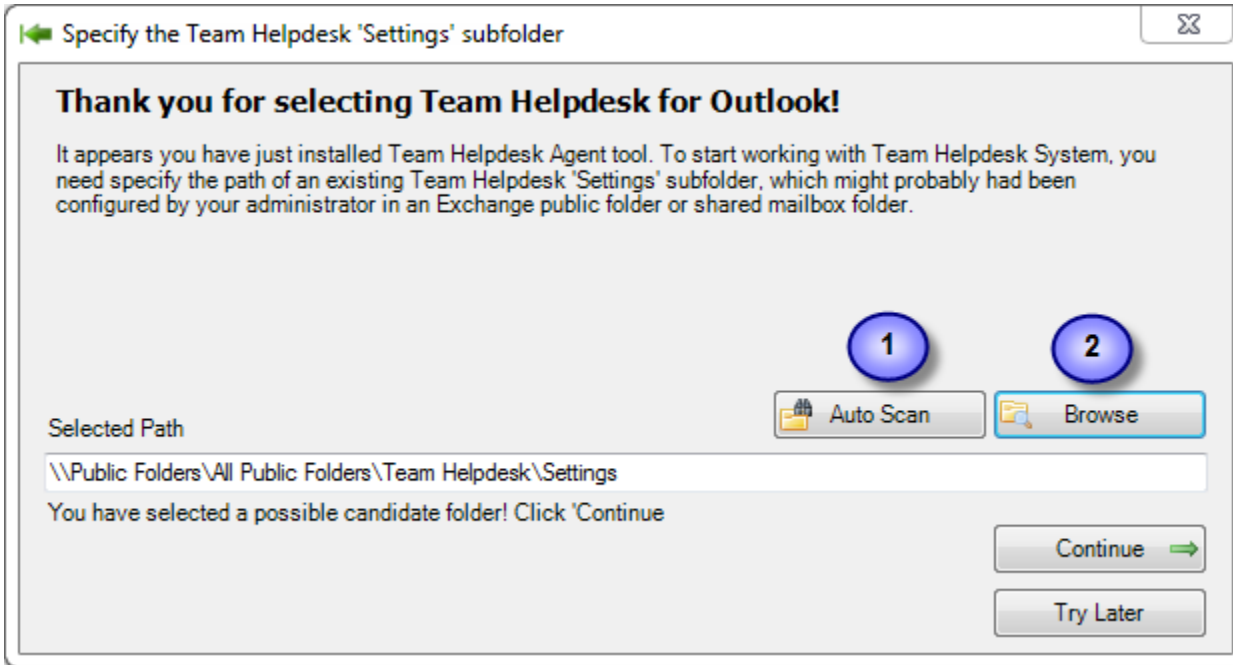 Specify the Team Helpdesk 'Settings' subfolder
Thank you for selecting Team Helpdesk for Outlook!
It appears you have just installed Team Helpdesk Agent tool. To start working with Team Helpdesk System, you
need specify the path of an existing Team Helpdesk 'Settings' subfolder, which might probably had been
configured by your administrator in an Exchange public folder or shared mailbox folder.
1
2
Auto Scan
Browse
Selected Path
\\Public Folders\All Public Folders\Team Helpdesk\Settings
You have selected a possible candidate folder! Click 'Continue
Continue
Try Later